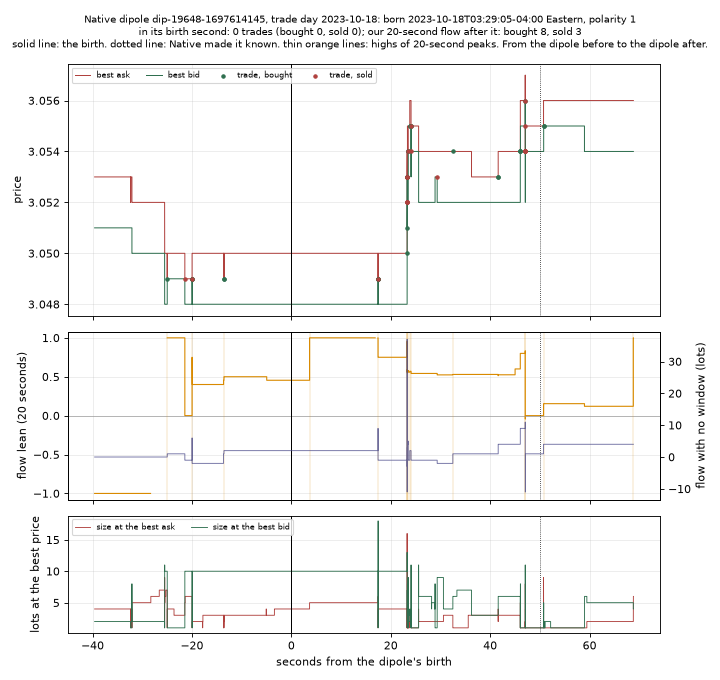 Native dipole dip-19648-1697614145, trade day 2023-10-18: born 2023-10-18T03:29:05-04:00 Eastern, polarity 1
in its birth second: 0 trades (bought 0, sold 0); our 20-second flow after it: bought 8, sold 3
solid line: the birth. dotted line: Native made it known. thin orange lines: highs of 20-second peaks. From the dipole before to the dipole after.
best ask
best bid
trade, bought
trade, sold
3.056
3.054
3.052
3.050
3.048
price
1.0
0.5
0.0
−0.5
−1.0
flow lean (20 seconds)
30
20
10
0
−10
flow with no window (lots)
size at the best ask
size at the best bid
15
10
5
lots at the best price
−40
−20
0
20
40
60
seconds from the dipole's birth